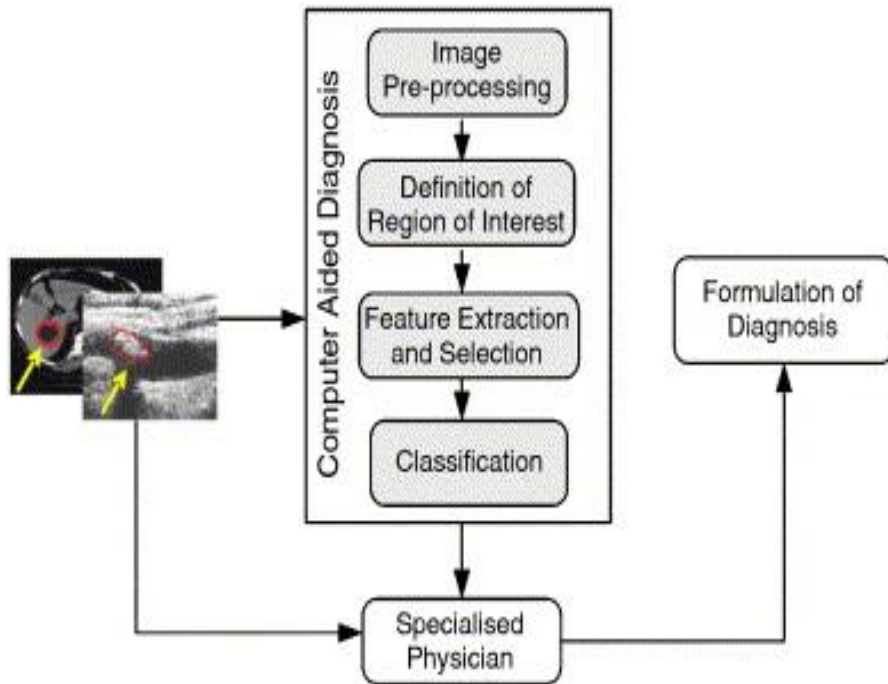 Computer Aided Diagnosis
Image
Pre-processing
Definition of
Region of Interest
Feature Extraction
and Selection
Classification
Specialised
Physician
Formulation of
Diagnosis